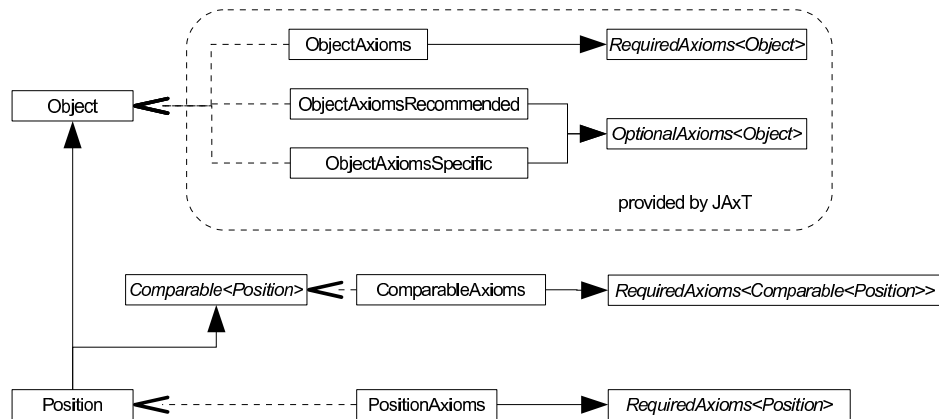 ObjectAxioms
RequiredAxioms<Object>
Object
ObjectAxiomsRecommended
OptionalAxioms<Object>
ObjectAxiomsSpecific
provided by JAxT
Comparable<Position>
ComparableAxioms
RequiredAxioms<Comparable<Position>>
Position
PositionAxioms
RequiredAxioms<Position>